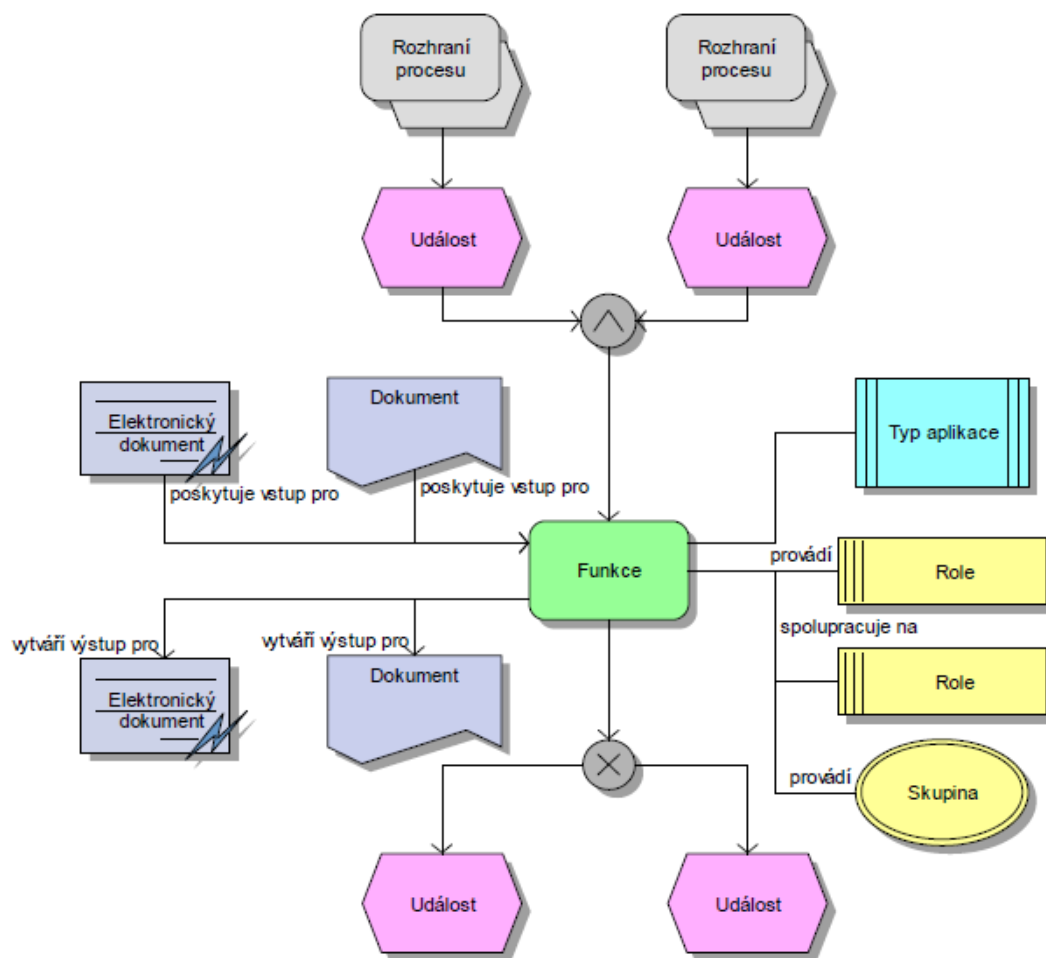 Rozhraní
procesu
Rozhraní
procesu
Událost
Událost
Elektronický
dokument
Dokument
Typ aplikace
poskytuje vstup pro
poskytuje vstup pro
Funkce
provádí
Role
spolupracuje na
vytváří výstup pro
vytváří výstup pro
Elektronický
dokument
Dokument
Role
provádí
Skupina
Událost
Událost